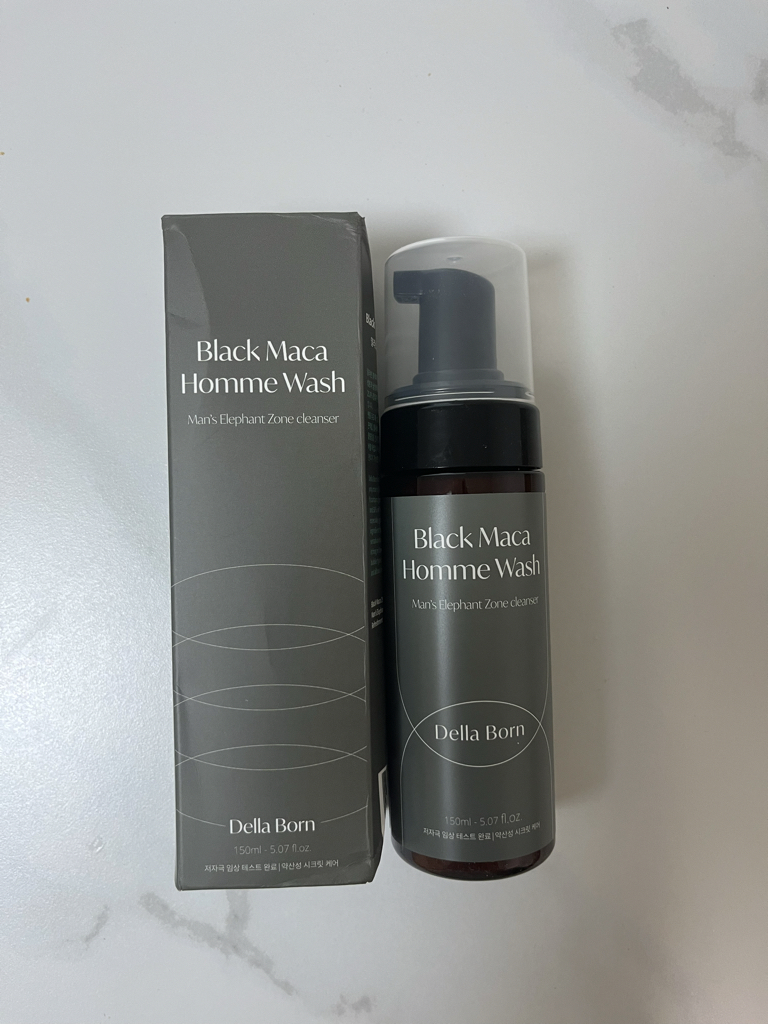 Black Maca
Homme Wash
Man's Elephant Zone cleanser
Della Born
150ml - 5.07 fl.oz.
저자극 임상 테스트 완료 | 약산성 시크릿 케어
Black Maca
Homme Wash
Man's Elephant Zone cleanser
Della Born
150ml - 5.07 fl.oz.
저자극 임상 테스트 완료 | 약산성 시크릿 케어